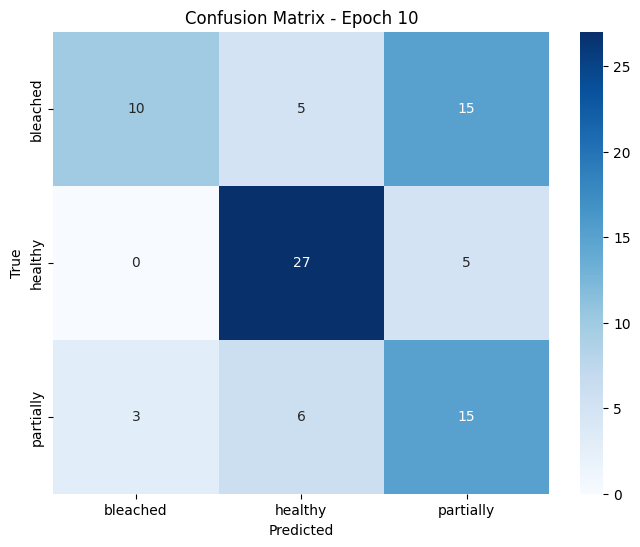 Confusion Matrix - Epoch 10
bleached 10 5 15
healthy 0 27 5
partially 3 6 15
True
bleached healthy partially
Predicted
25
20
15
10
5
0